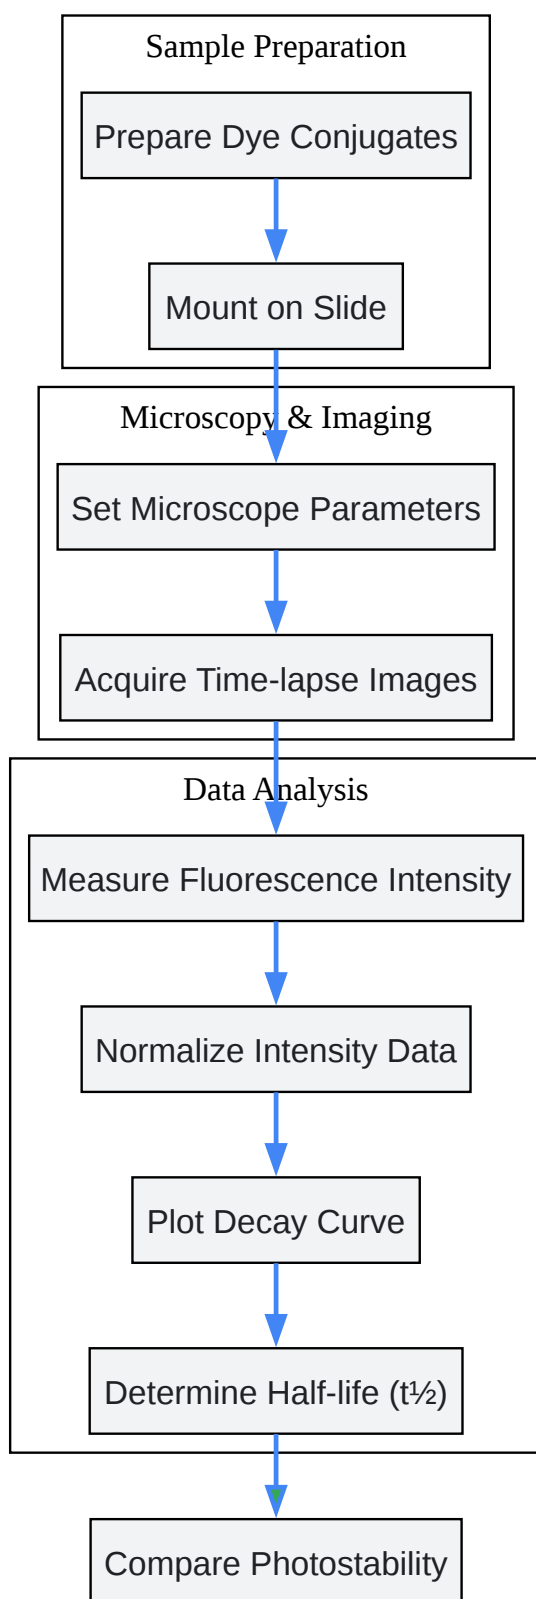 Sample Preparation
Prepare Dye Conjugates
Mount on Slide
Microscopy & Imaging
Set Microscope Parameters
Acquire Time-lapse Images
Data Analysis
Measure Fluorescence Intensity
Normalize Intensity Data
Plot Decay Curve
Determine Half-life (t½)
Compare Photostability